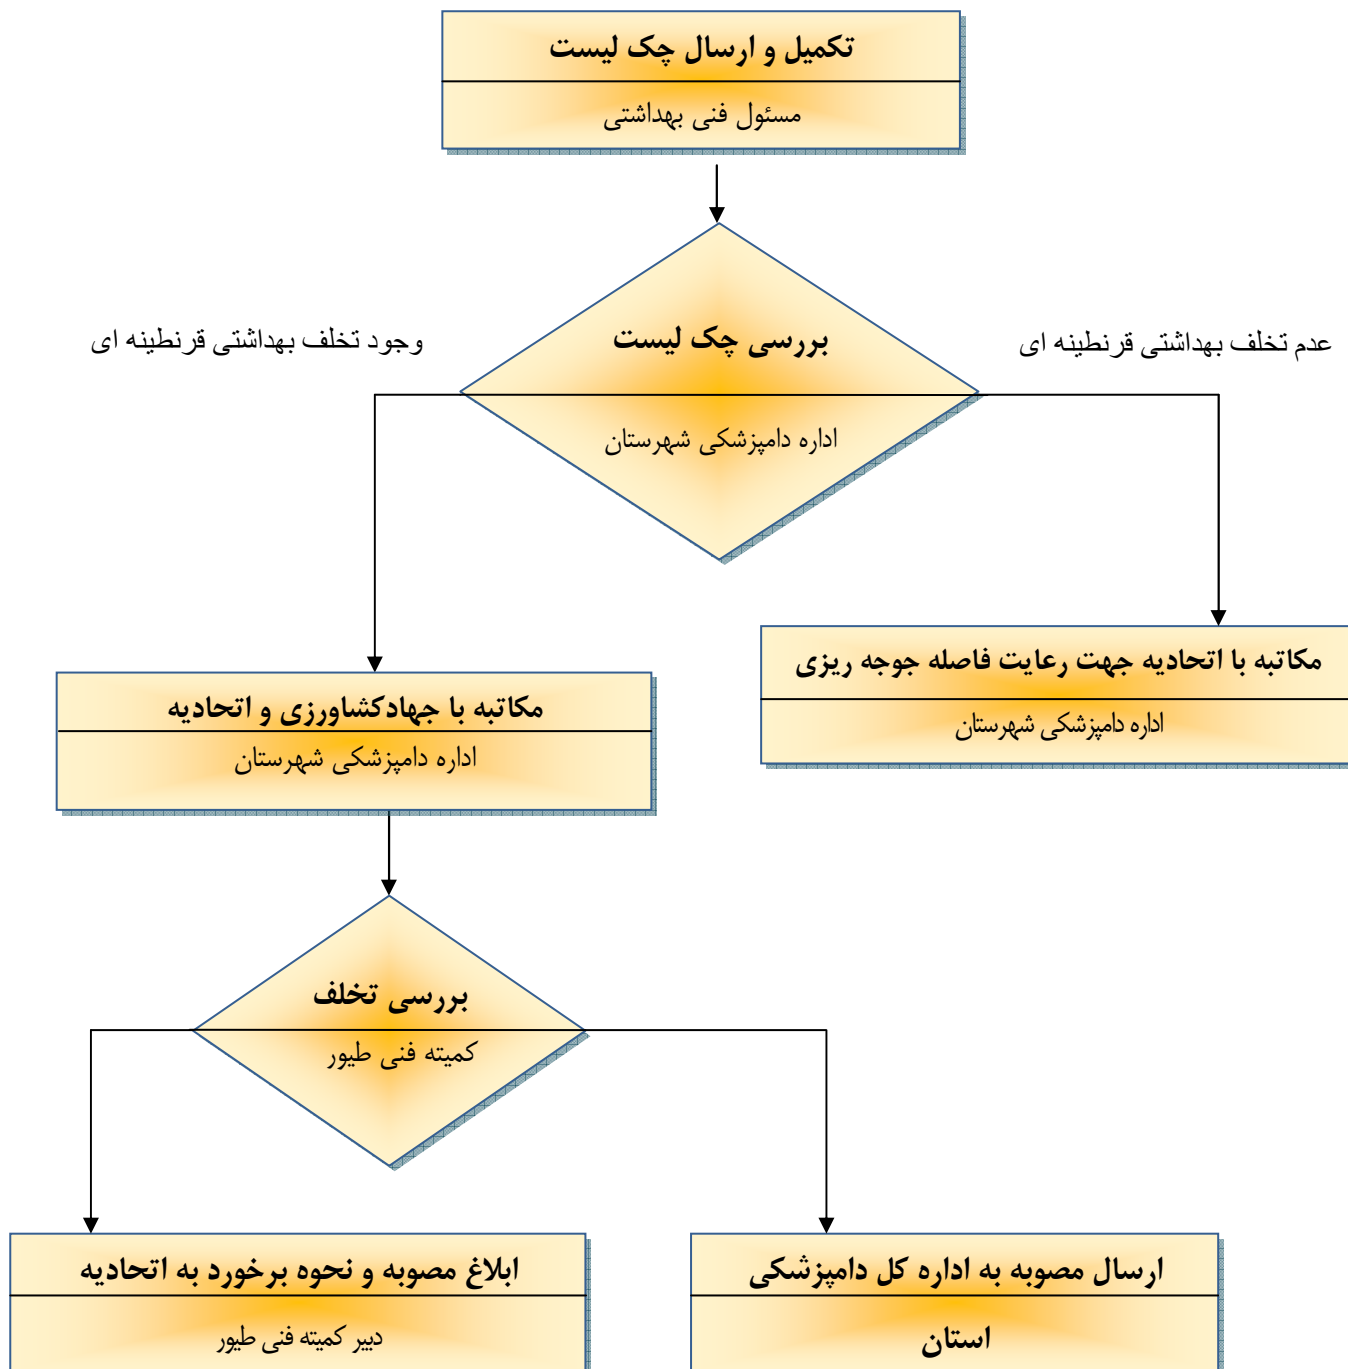 تکمیل و ارسال چک لیست
مسئول فنی بهداشتی
عدم تخلف بهداشتی قرنطینه ای
بررسی چک لیست
وجود تخلف بهداشتی قرنطینه ای
اداره دامپزشکی شهرستان
مکاتبه با اتحادیه جهت رعایت فاصله جوجه ریزی
اداره دامپزشکی شهرستان
مکاتبه با جهادکشاورزی و اتحادیه
اداره دامپزشکی شهرستان
بررسی تخلف
کمیته فنی طیور
ارسال مصوبه به اداره کل دامپزشکی
استان
ابلاغ مصوبه و نحوه برخورد به اتحادیه
دبیر کمیته فنی طیور